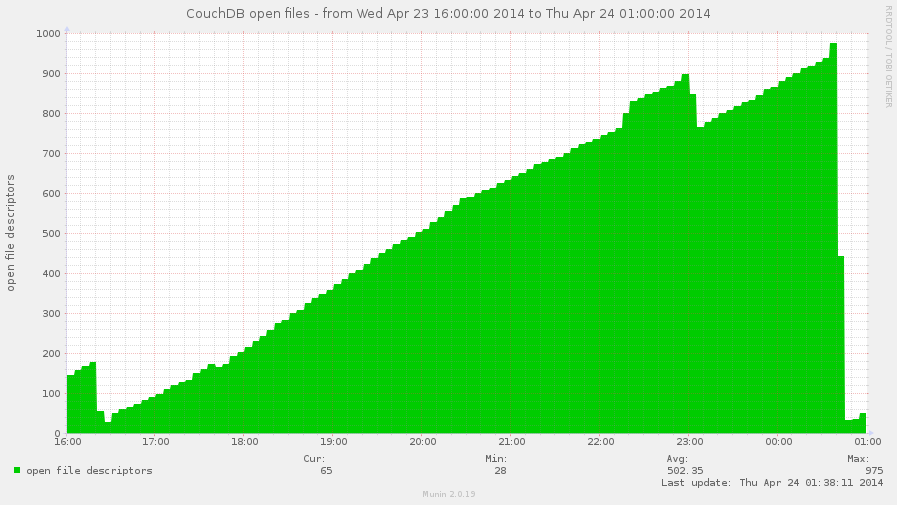 CouchDB open files - from Wed Apr 23 16:00:00 2014 to Thu Apr 24 01:00:00 2014
RRDTOOL / TOBI OETIKER
open file descriptors
1000
900
800
700
600
500
400
300
200
100
0
16:00 17:00 18:00 19:00 20:00 21:00 22:00 23:00 00:00 01:00
Cur: Min: Avg: Max:
open file descriptors 65 28 502.35 975
Last update: Thu Apr 24 01:38:11 2014
Munin 2.0.19